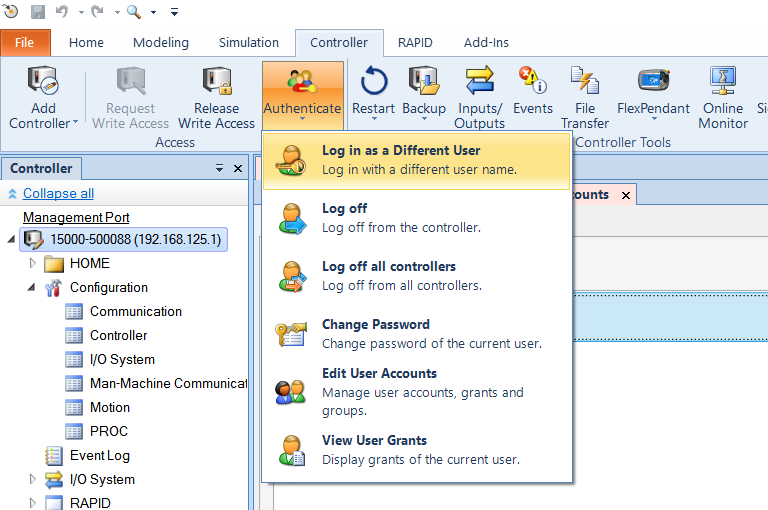 File Home Modeling Simulation Controller RAPID Add-Ins
Add Controller
Request Write Access
Release Write Access
Authenticate
Restart
Backup
Inputs/ Outputs
Events
File Transfer
FlexPendant
Online Monitor
Access
Controller Tools
Controller
Collapse all
Management Port
15000-500088 (192.168.125.1)
HOME
Configuration
Communication
Controller
I/O System
Man-Machine Communicat
Motion
PROC
Event Log
I/O System
RAPID
Log in as a Different User
Log in with a different user name.
Log off
Log off from the controller.
Log off all controllers
Log off from all controllers.
Change Password
Change password of the current user.
Edit User Accounts
Manage user accounts, grants and
groups.
View User Grants
Display grants of the current user.
ounts